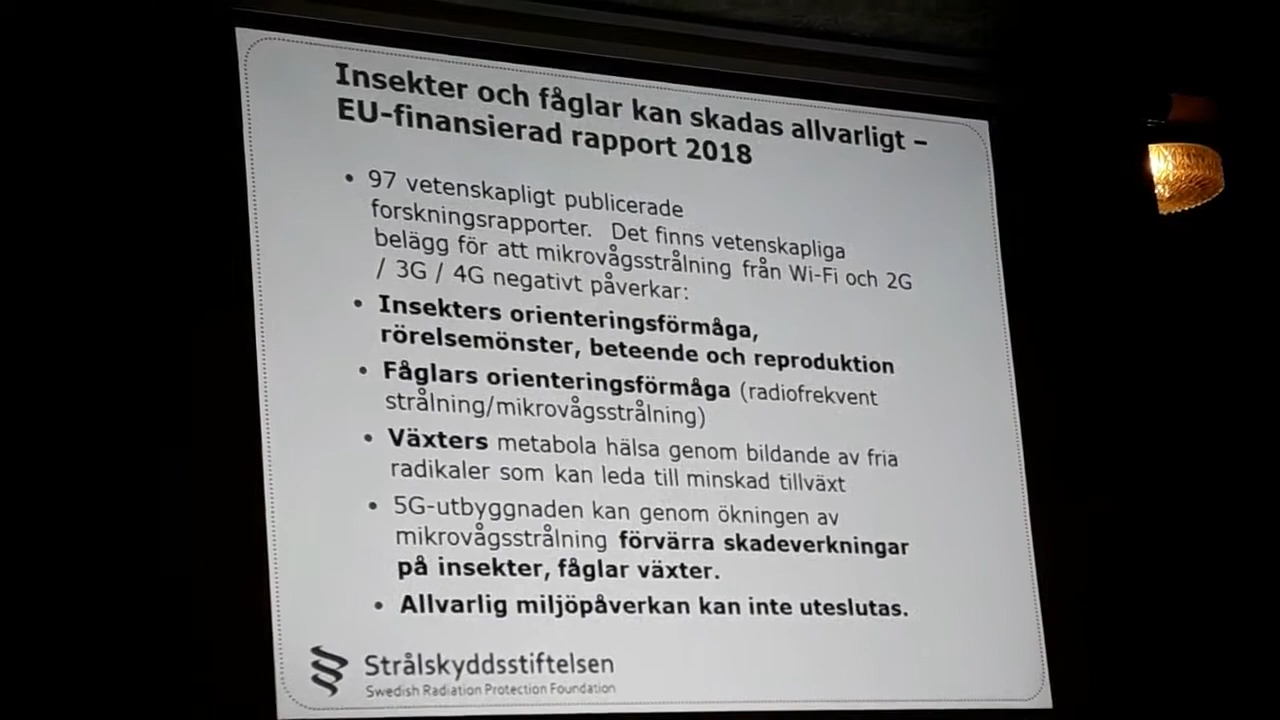 Insekter och fåglar kan skadas allvarligt –
EU-finansierad rapport 2018
• 97 vetenskapligt publicerade
forskningsrapporter. Det finns vetenskapliga
belägg för att mikrovågsstrålning från Wi-Fi och 2G
/ 3G / 4G negativt påverkar:
• Insekters orienteringsförmåga,
rörelsemönster, beteende och reproduktion
• Fåglars orienteringsförmåga (radiofrekvent
strålning/mikrovågsstrålning)
• Växters metabola hälsa genom bildande av fria
radikaler som kan leda till minskad tillväxt
• 5G-utbyggnaden kan genom ökningen av
mikrovågsstrålning förvärra skadeverkningar
på insekter, fåglar växter.
• Allvarlig miljöpåverkan kan inte uteslutas.
Strålskyddsstiftelsen
Swedish Radiation Protection Foundation